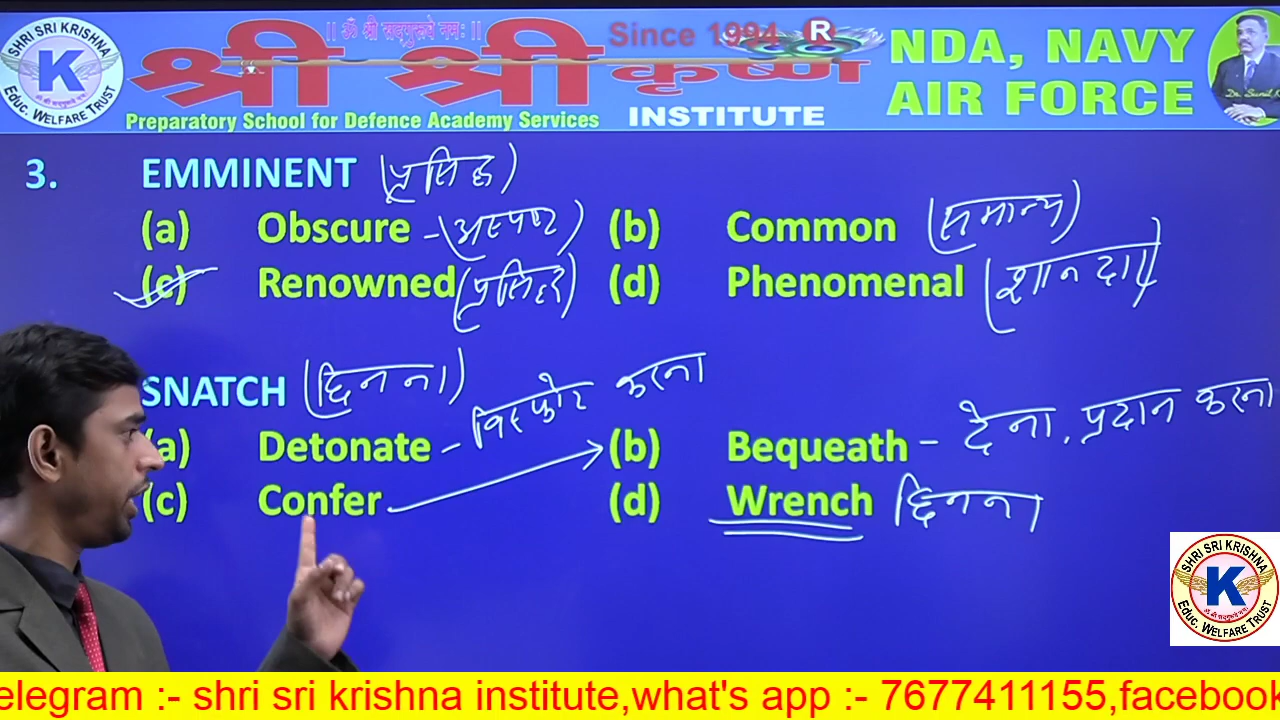 || ॐ श्री सद्गुरूवे नमः ||
Since 1994 R
SHRI SRI KRISHNA
K
Educ. WELFARE TRUST
श्री श्री कृष्णा
INSTITUTE
Preparatory School for Defence Academy Services
NDA, NAVY
AIR FORCE
3. EMMINENT (प्रसिद्ध)
(a) Obscure - (अस्पष्ट) (b) Common (समान्य)
(c) Renowned (प्रसिद्ध) (d) Phenomenal (शानदार)
SNATCH (छिनना)
(a) Detonate - विस्फोट करना (b) Bequeath - देना, प्रदान करना
(c) Confer (d) Wrench छिनना
SHRI SRI KRISHNA
K
Educ. WELFARE TRUST
elegram :- shri sri krishna institute,what's app :- 7677411155,facebook